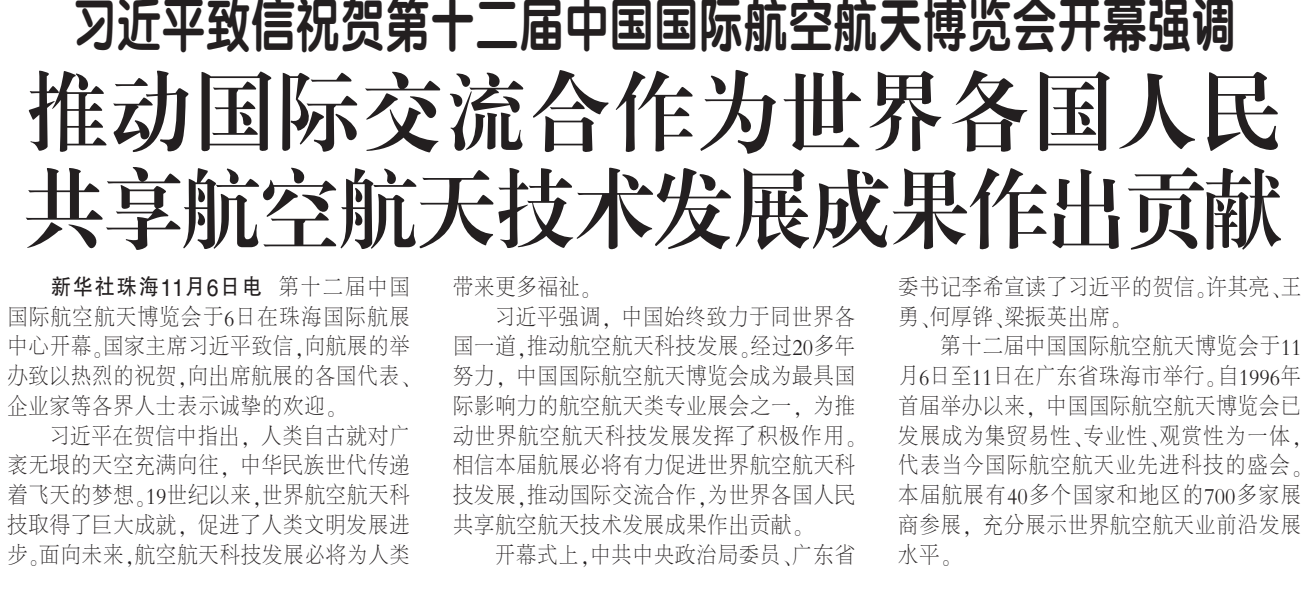 习近平致信祝贺第十二届中国国际航空航天博览会开幕强调
推动国际交流合作为世界各国人民
共享航空航天技术发展成果作出贡献
新华社珠海11月6日电 第十二届中国
国际航空航天博览会于6日在珠海国际航展
中心开幕。国家主席习近平致信,向航展的举
办致以热烈的祝贺,向出席航展的各国代表、
企业家等各界人士表示诚挚的欢迎。
习近平在贺信中指出，人类自古就对广
袤无垠的天空充满向往，中华民族世代传递
着飞天的梦想。19世纪以来,世界航空航天科
技取得了巨大成就，促进了人类文明发展进
步。面向未来,航空航天科技发展必将为人类
带来更多福祉。
习近平强调，中国始终致力于同世界各
国一道,推动航空航天科技发展。经过20多年
努力，中国国际航空航天博览会成为最具国
际影响力的航空航天类专业展会之一，为推
动世界航空航天科技发展发挥了积极作用。
相信本届航展必将有力促进世界航空航天科
技发展,推动国际交流合作,为世界各国人民
共享航空航天技术发展成果作出贡献。
开幕式上,中共中央政治局委员、广东省
委书记李希宣读了习近平的贺信。许其亮、王
勇、何厚铧、梁振英出席。
第十二届中国国际航空航天博览会于11
月6日至11日在广东省珠海市举行。自1996年
首届举办以来，中国国际航空航天博览会已
发展成为集贸易性、专业性、观赏性为一体，
代表当今国际航空航天业先进科技的盛会。
本届航展有40多个国家和地区的700多家展
商参展，充分展示世界航空航天业前沿发展
水平。